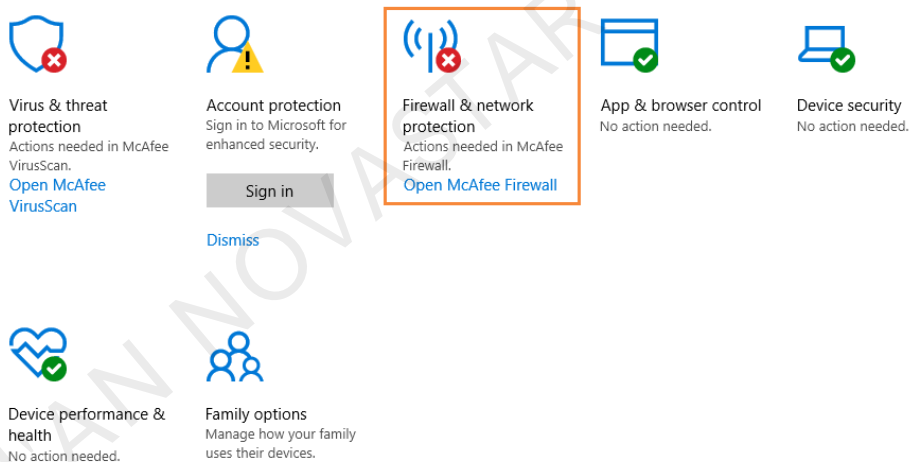 Virus & threat
protection
Actions needed in McAfee
VirusScan.
Open McAfee
VirusScan
Account protection
Sign in to Microsoft for
enhanced security.
Sign in
Dismiss
Firewall & network
protection
Actions needed in McAfee
Firewall.
Open McAfee Firewall
App & browser control
No action needed.
Device security
No action needed.
Device performance &
health
No action needed.
Family options
Manage how your family
uses their devices.
NOVASTAR